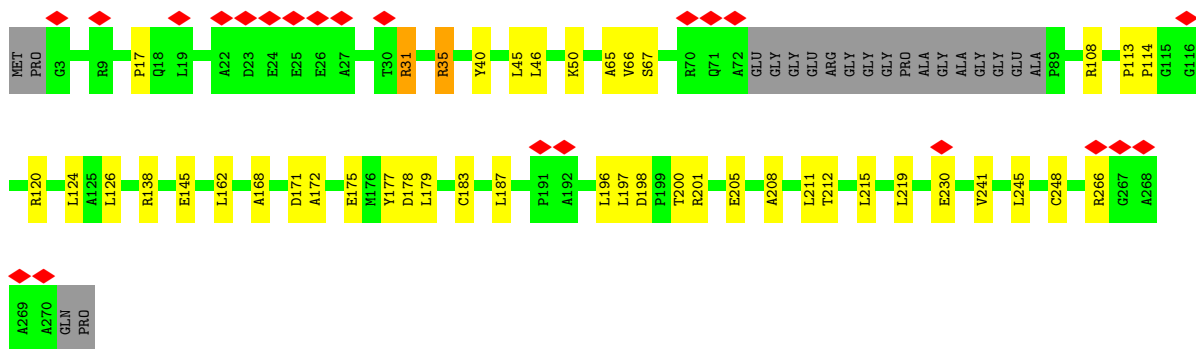 MET PRO G3 R9 P17 Q18 L19 A22 D23 E24 E25 E26 A27 T30 R31 R35 Y40 L45 L46 K50 A65 V66 S67 R70 Q71 A72 GLU GLY GLY GLU ARG GLY GLY GLY PRO ALA GLY ALA GLY GLY GLU ALA P89 R108 P113 P114 G115 G116
R120 L124 A125 L126 R138 E145 L162 A168 D171 A172 E175 M176 Y177 D178 L179 C183 L187 P191 A192 L196 L197 D198 P199 T200 R201 E205 A208 L211 T212 L215 L219 E230 V241 L245 C248 R266 G267 A268
A269 A270 GLN PRO